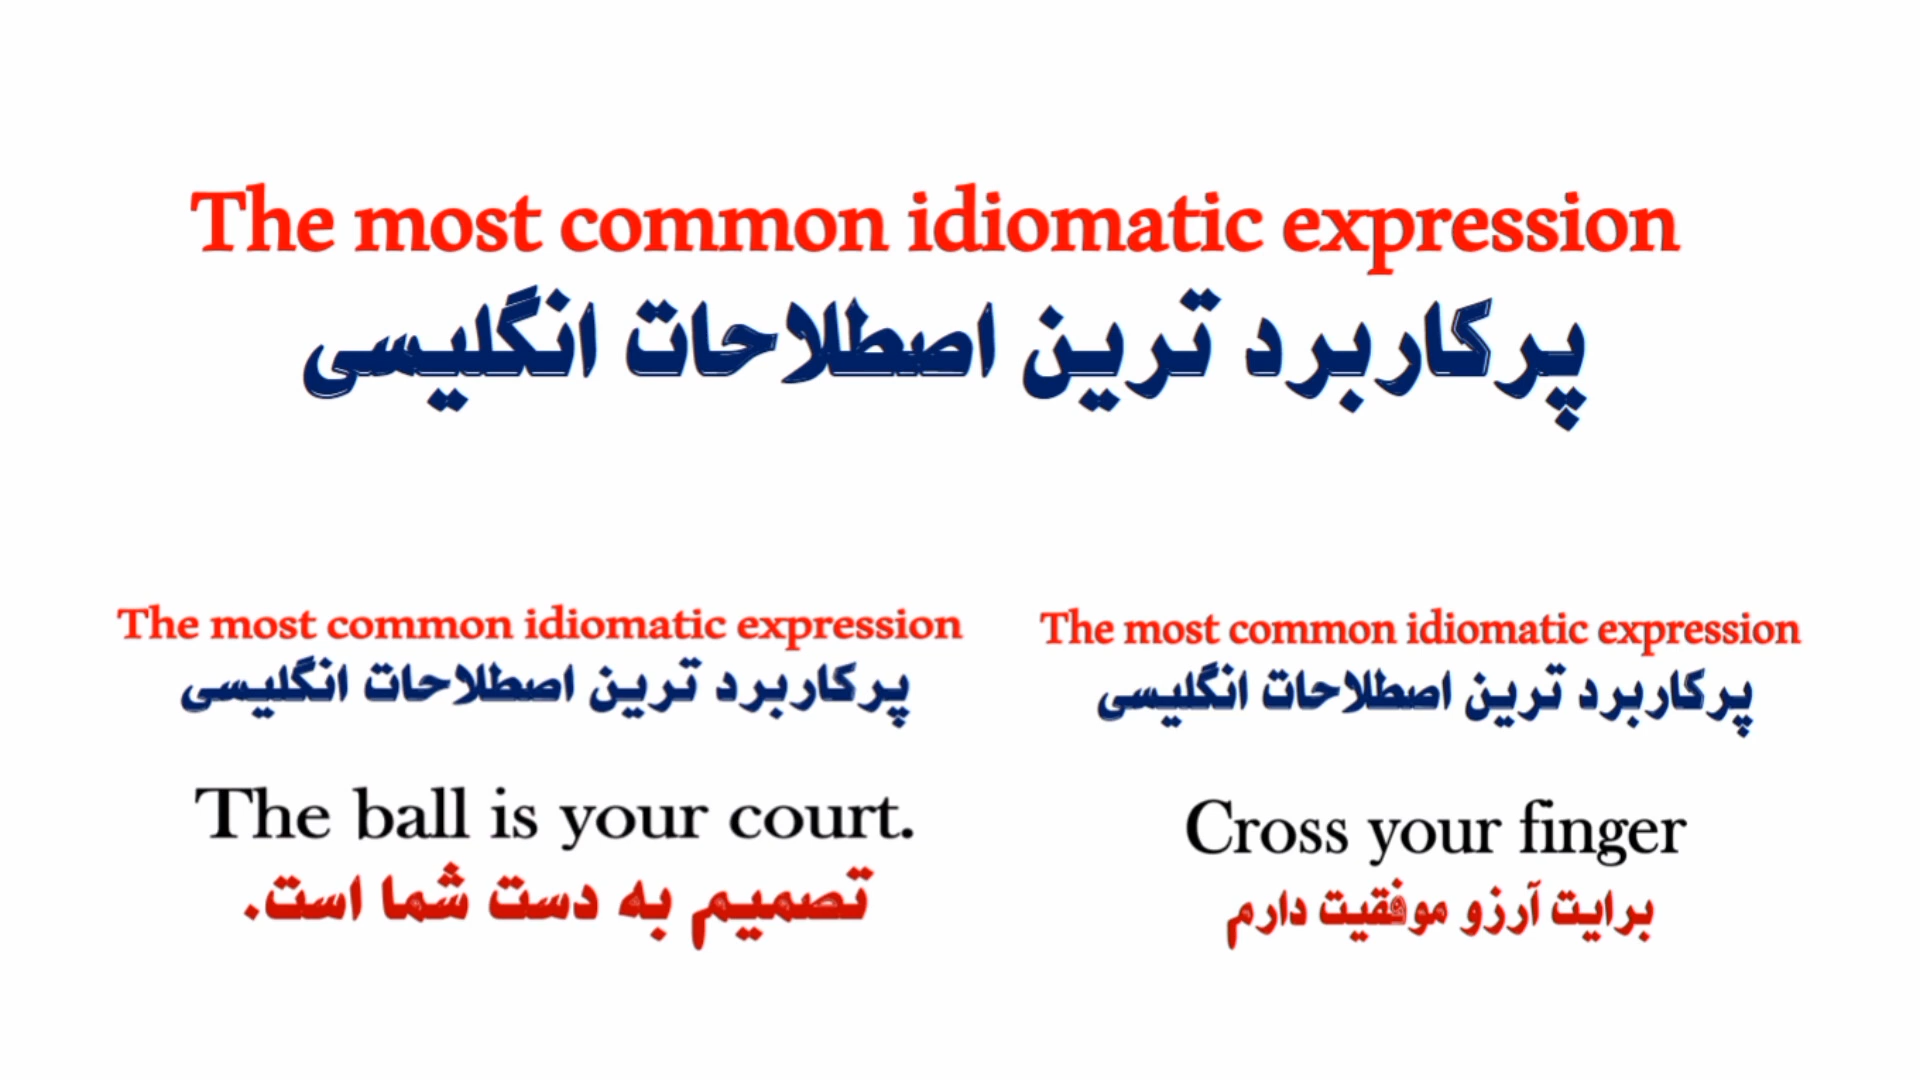 The most common idiomatic expression
پرکاربرد ترین اصطلاحات انگلیسی
The most common idiomatic expression
پرکاربرد ترین اصطلاحات انگلیسی
The ball is your court.
تصمیم به دست شما است.
The most common idiomatic expression
پرکاربرد ترین اصطلاحات انگلیسی
Cross your finger
برایت آرزو موفقیت دارم